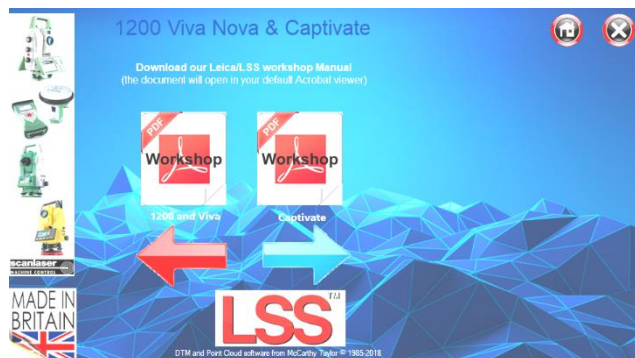 1200 Viva Nova & Captivate
Download our Leica/LSS workshop Manual
(the document will open in your default Acrobat viewer)
PDF
PDF
Workshop
Workshop
1200 and Viva
Captivate
scanlaser
MACHINE CONTROL
MADE IN
BRITAIN
LSS™
DTM and Point Cloud software from McCarthy Taylor © 1985-2018